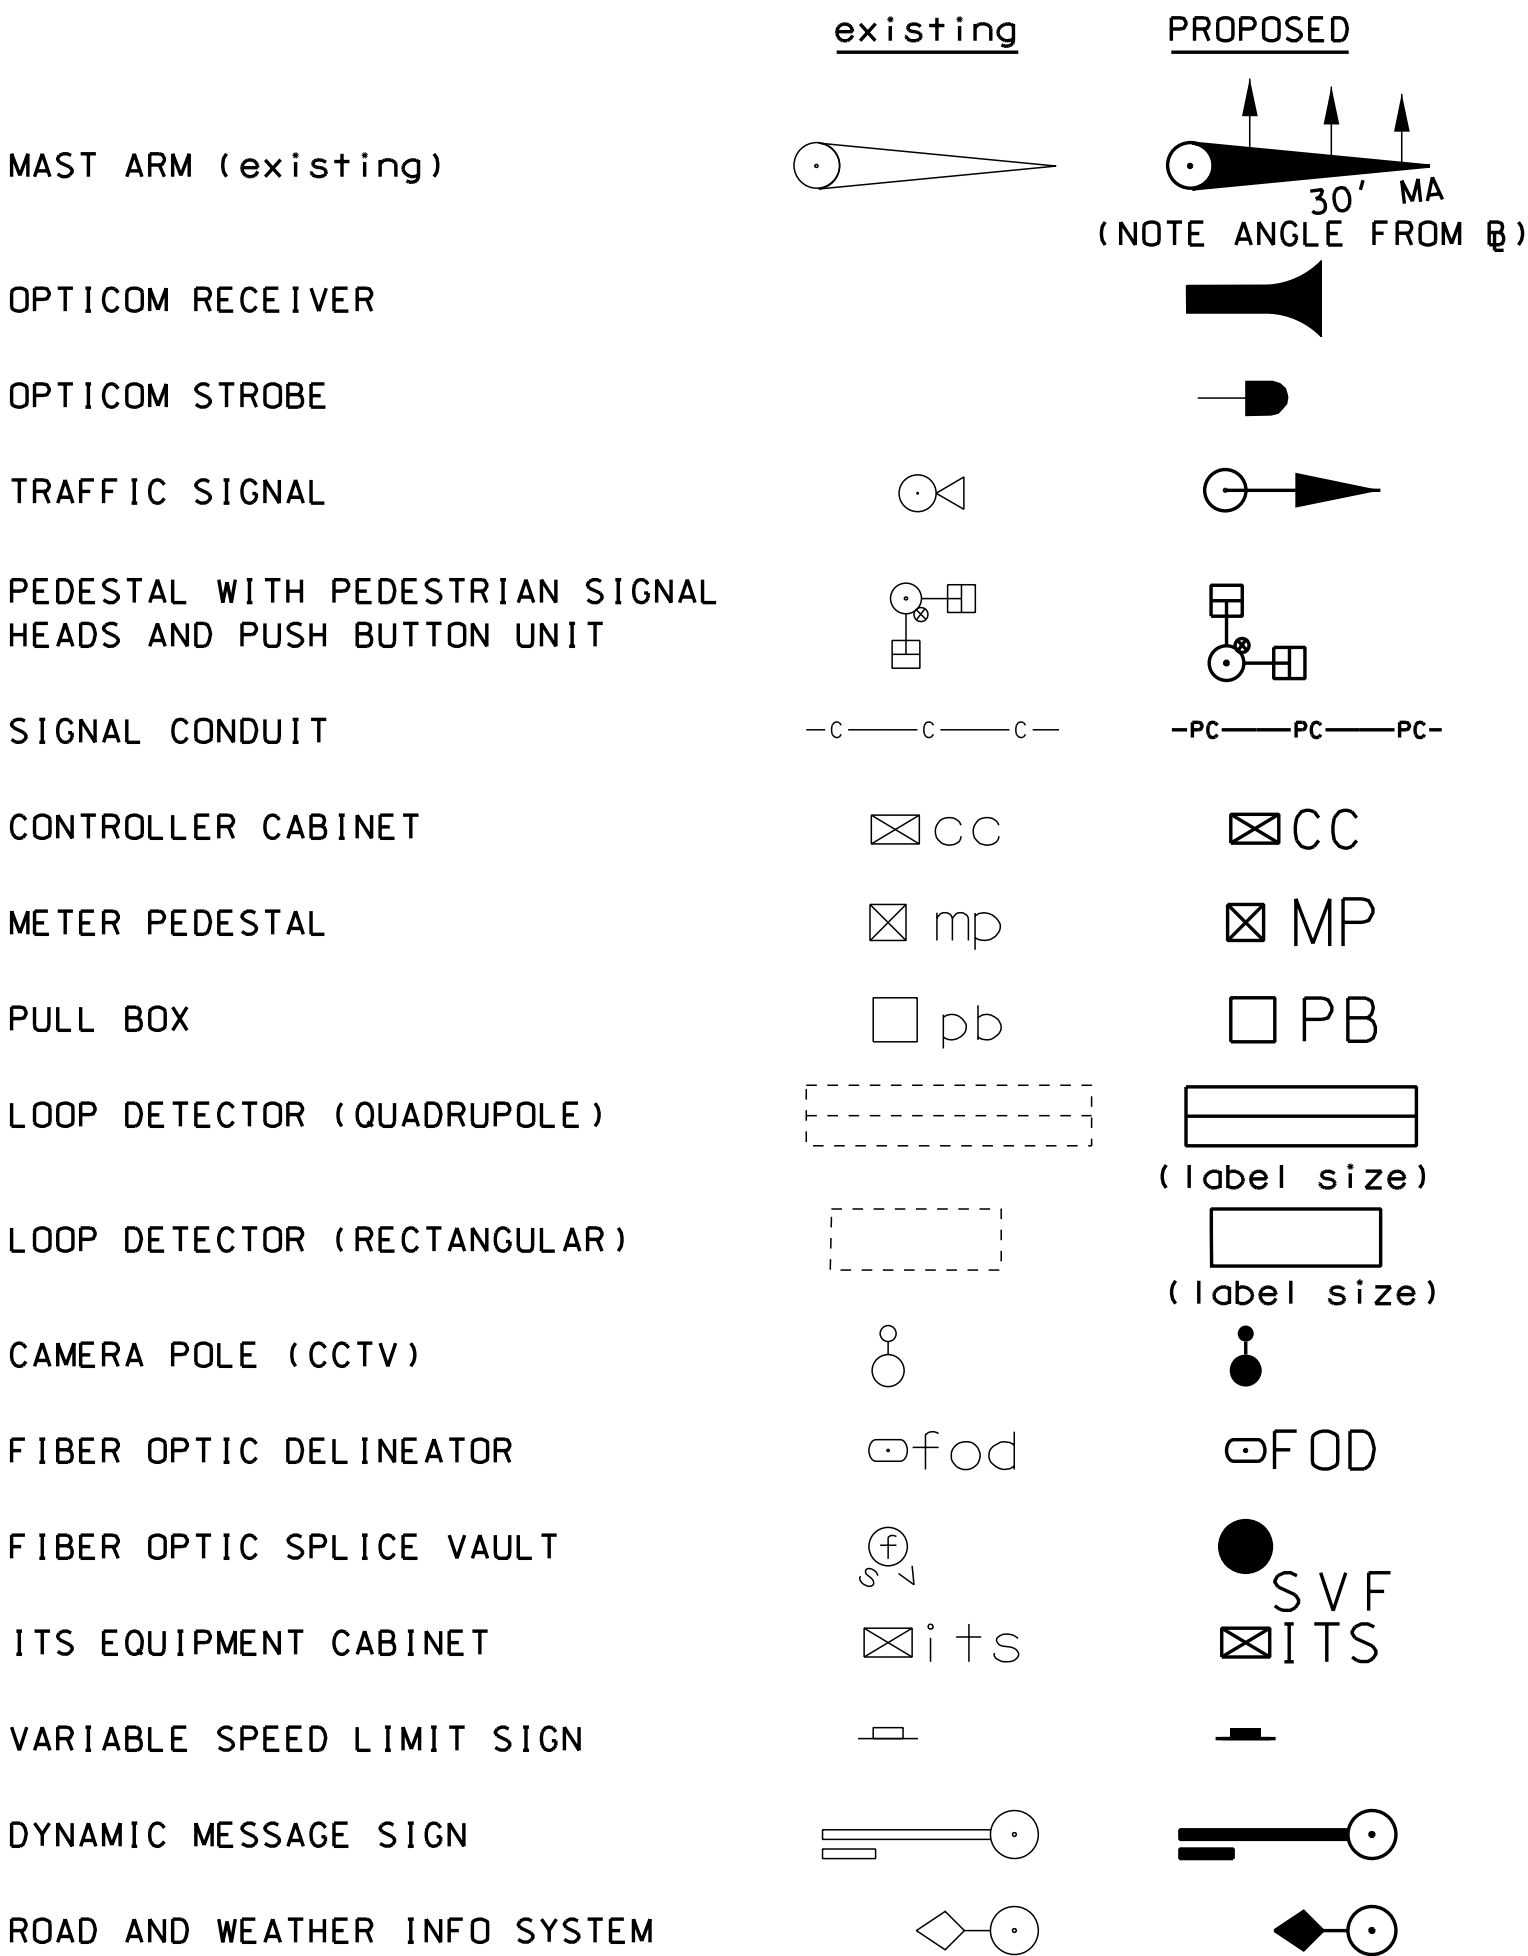 existing PROPOSED
MAST ARM (existing)
30' MA
(NOTE ANGLE FROM ℄)
OPTICOM RECEIVER
OPTICOM STROBE
TRAFFIC SIGNAL
PEDESTAL WITH PEDESTRIAN SIGNAL
HEADS AND PUSH BUTTON UNIT
SIGNAL CONDUIT C C C PC PC PC
CONTROLLER CABINET cc CC
METER PEDESTAL mp MP
PULL BOX pb PB
LOOP DETECTOR (QUADRUPOLE)
(label size)
LOOP DETECTOR (RECTANGULAR)
(label size)
CAMERA POLE (CCTV)
FIBER OPTIC DELINEATOR fod FOD
FIBER OPTIC SPLICE VAULT f
s v SVF
ITS EQUIPMENT CABINET its ITS
VARIABLE SPEED LIMIT SIGN
DYNAMIC MESSAGE SIGN
ROAD AND WEATHER INFO SYSTEM